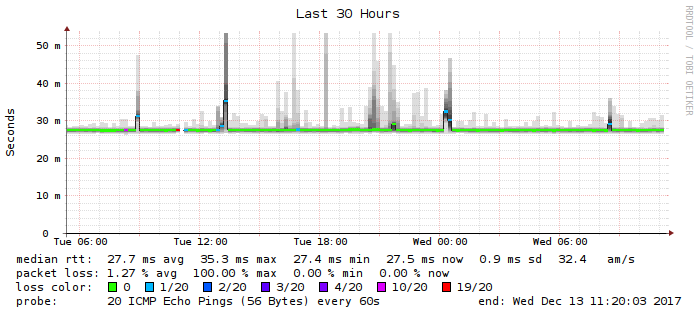 Last 30 Hours
RRDTOOL / TOBI OETIKER
Seconds
50 m
40 m
30 m
20 m
10 m
0
Tue 06:00 Tue 12:00 Tue 18:00 Wed 00:00 Wed 06:00
median rtt: 27.7 ms avg 35.3 ms max 27.4 ms min 27.5 ms now 0.9 ms sd 32.4 am/s
packet loss: 1.27 % avg 100.00 % max 0.00 % min 0.00 % now
loss color: 0 1/20 2/20 3/20 4/20 10/20 19/20
probe: 20 ICMP Echo Pings (56 Bytes) every 60s end: Wed Dec 13 11:20:03 2017